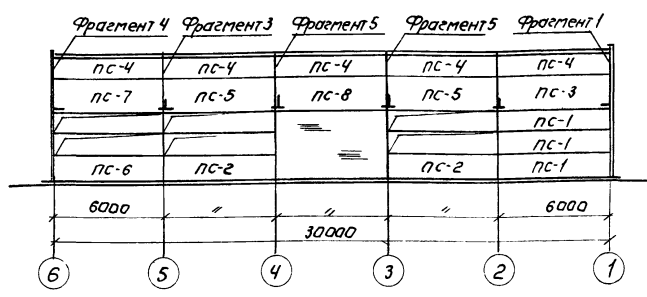 Фрагмент 4 Фрагмент 3 Фрагмент 5 Фрагмент 5 Фрагмент 1
ПС-4 ПС-4 ПС-4 ПС-4 ПС-4
ПС-7 ПС-5 ПС-8 ПС-5 ПС-3
ПС-1
ПС-1
ПС-6 ПС-2 ПС-2 ПС-1
6000 〃 〃 〃 6000
30000
6 5 4 3 2 1